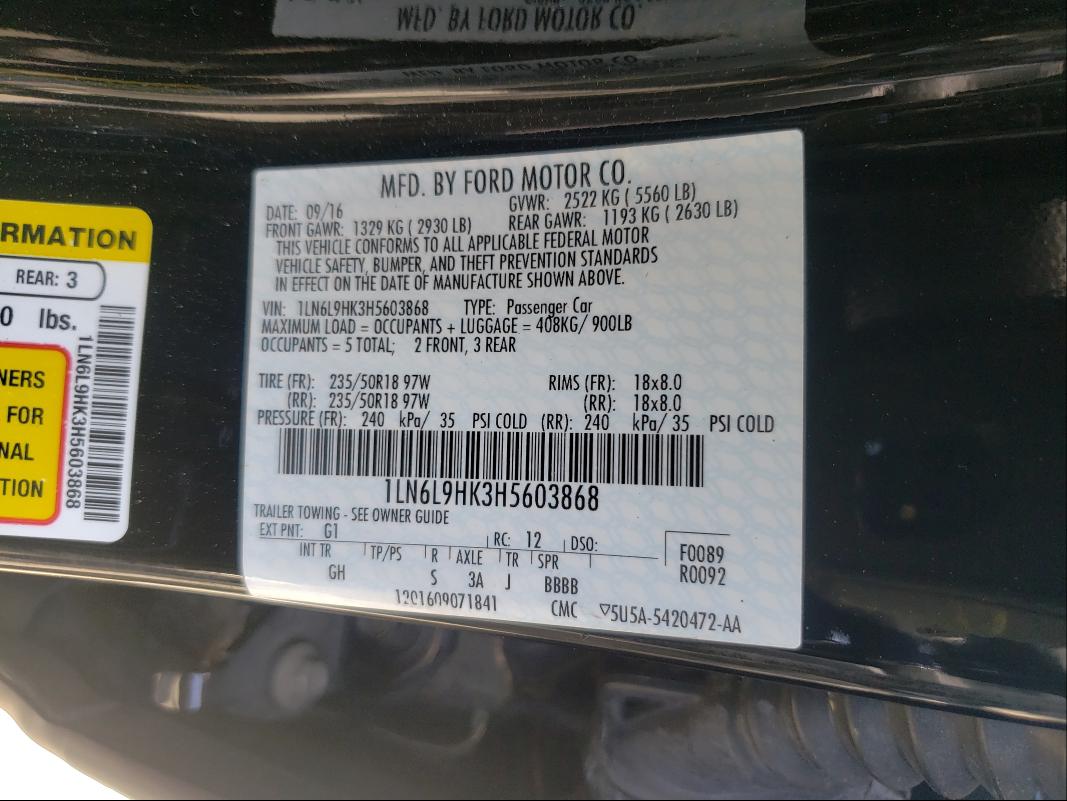 MFD. BY FORD MOTOR CO
MFD. BY FORD MOTOR CO
RMATION
REAR: 3
0 lbs.
1LN6L9HK3H5603868
NERS
FOR
NAL
TION
MFD. BY FORD MOTOR CO.
DATE: 09/16 GVWR: 2522 KG ( 5560 LB)
FRONT GAWR: 1329 KG ( 2930 LB) REAR GAWR: 1193 KG ( 2630 LB)
THIS VEHICLE CONFORMS TO ALL APPLICABLE FEDERAL MOTOR
VEHICLE SAFETY, BUMPER, AND THEFT PREVENTION STANDARDS
IN EFFECT ON THE DATE OF MANUFACTURE SHOWN ABOVE.
VIN: 1LN6L9HK3H5603868 TYPE: Passenger Car
MAXIMUM LOAD = OCCUPANTS + LUGGAGE = 408KG/ 900LB
OCCUPANTS = 5 TOTAL; 2 FRONT, 3 REAR
TIRE (FR): 235/50R18 97W RIMS (FR): 18x8.0
(RR): 235/50R18 97W (RR): 18x8.0
PRESSURE (FR): 240 kPa/ 35 PSI COLD (RR): 240 kPa/ 35 PSI COLD
1LN6L9HK3H5603868
TRAILER TOWING - SEE OWNER GUIDE
EXT PNT: G1 RC: 12 DSO:
INT TR TP/PS R AXLE TR SPR F0089
GH S 3A J BBBB R0092
1201609071841 CMC ▽5U5A-5420472-AA